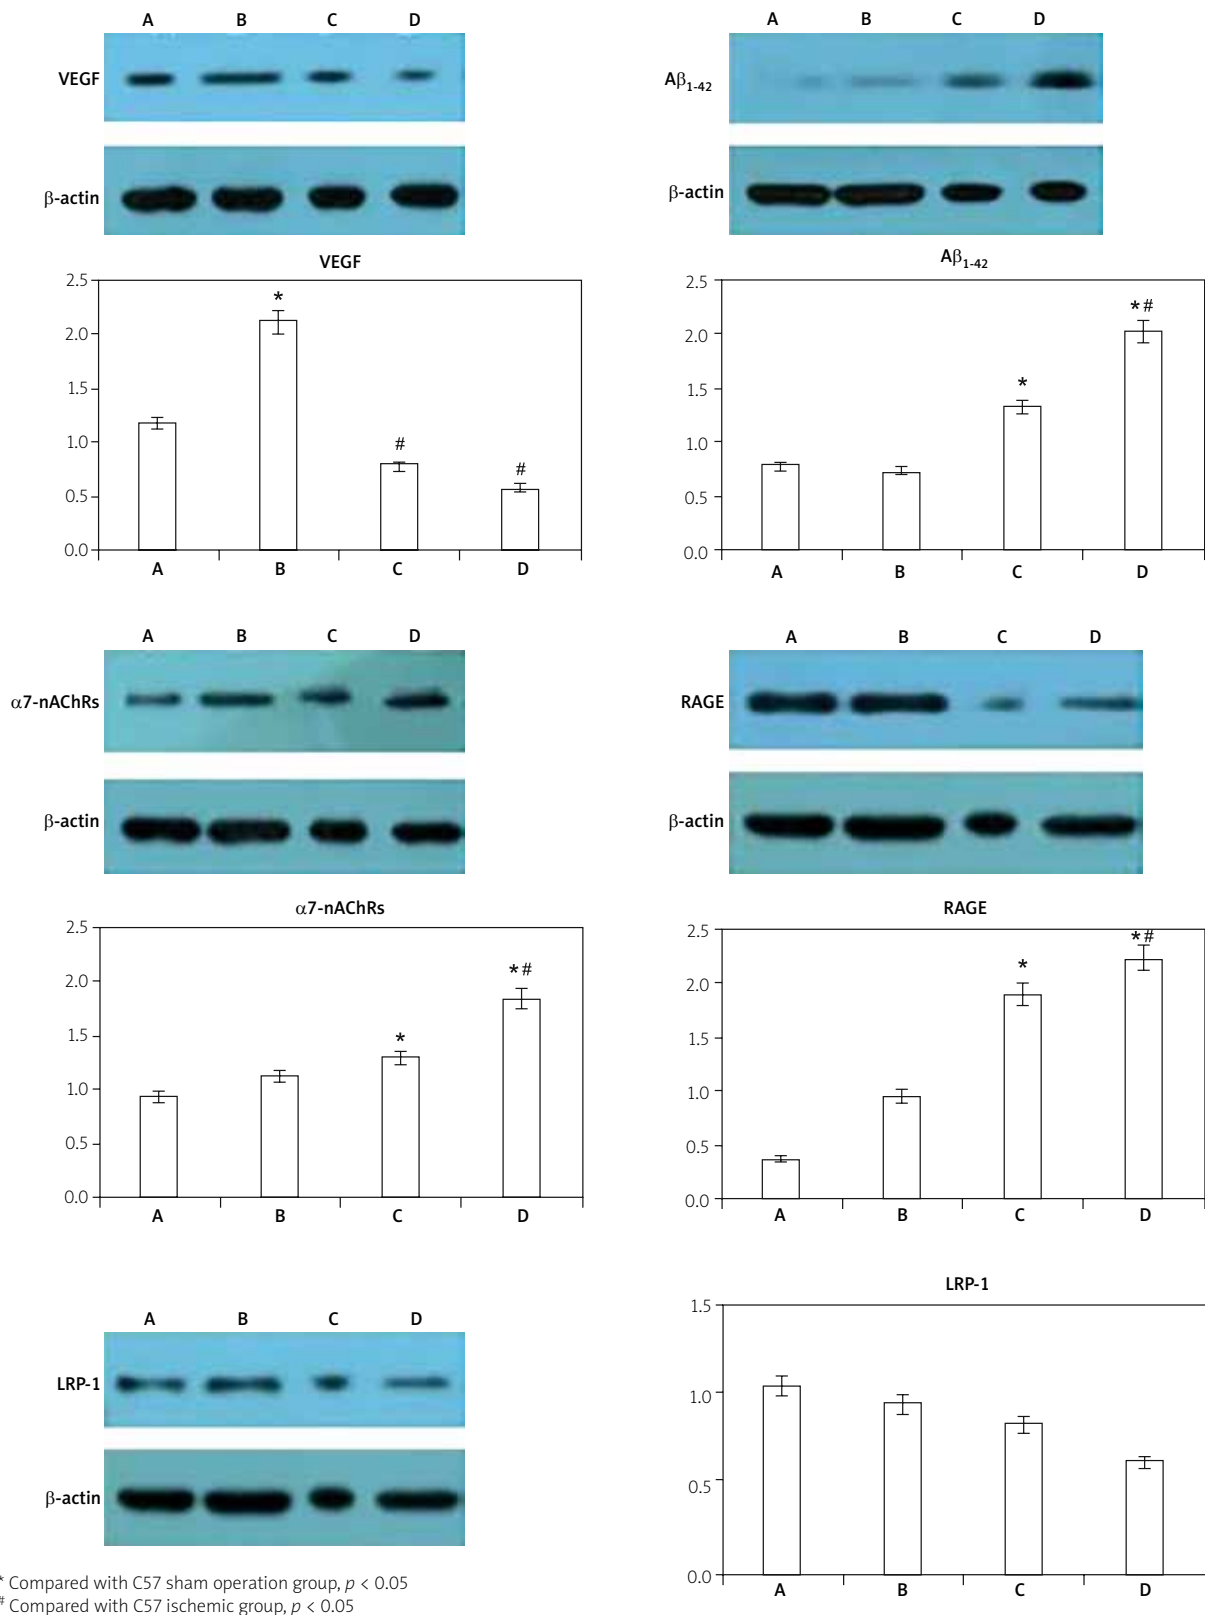 A B C D
VEGF
β-actin
VEGF
2.5
*
2.0
1.5
1.0
#
#
0.5
0.0
A B C D
A B C D
Aβ1-42
β-actin
Aβ1-42
2.5
*#
2.0
*
1.5
1.0
0.5
0.0
A B C D
A B C D
α7-nAChRs
β-actin
α7-nAChRs
2.5
*#
2.0
1.5
*
1.0
0.5
0.0
A B C D
A B C D
RAGE
β-actin
RAGE
2.5
*#
*
2.0
1.5
1.0
0.5
0.0
A B C D
A B C D
LRP-1
β-actin
LRP-1
1.5
1.0
0.5
0.0
A B C D
* Compared with C57 sham operation group, p < 0.05
# Compared with C57 ischemic group, p < 0.05